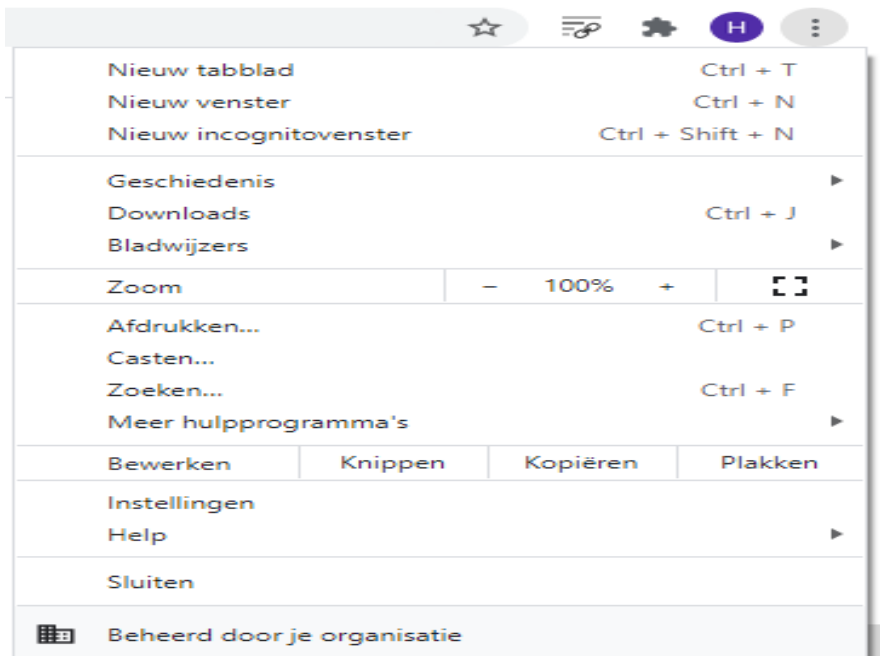 H
Nieuw tabblad Ctrl + T
Nieuw venster Ctrl + N
Nieuw incognitovenster Ctrl + Shift + N
Geschiedenis
Downloads Ctrl + J
Bladwijzers
Zoom - 100% +
Afdrukken... Ctrl + P
Casten...
Zoeken... Ctrl + F
Meer hulpprogramma's
Bewerken Knippen Kopiëren Plakken
Instellingen
Help
Sluiten
Beheerd door je organisatie